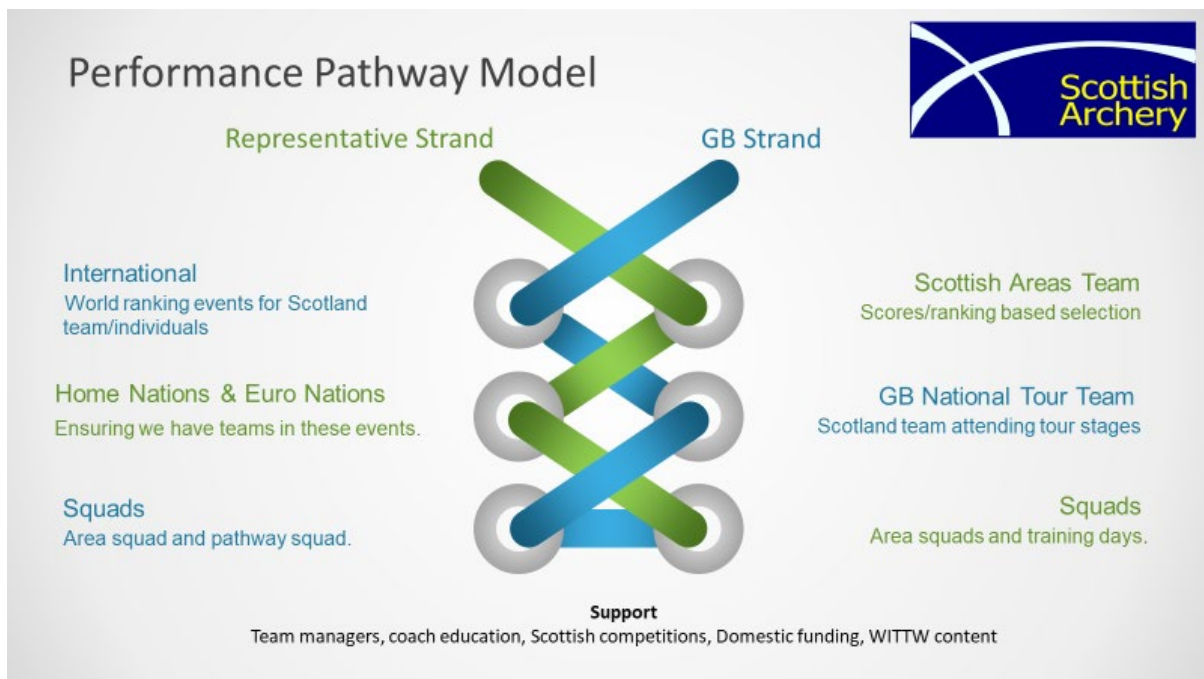 Performance Pathway Model
Scottish
Archery
Representative Strand
GB Strand
International
World ranking events for Scotland
team/individuals
Scottish Areas Team
Scores/ranking based selection
Home Nations & Euro Nations
Ensuring we have teams in these events.
GB National Tour Team
Scotland team attending tour stages
Squads
Area squad and pathway squad.
Squads
Area squads and training days.
Support
Team managers, coach education, Scottish competitions, Domestic funding, WITTW content